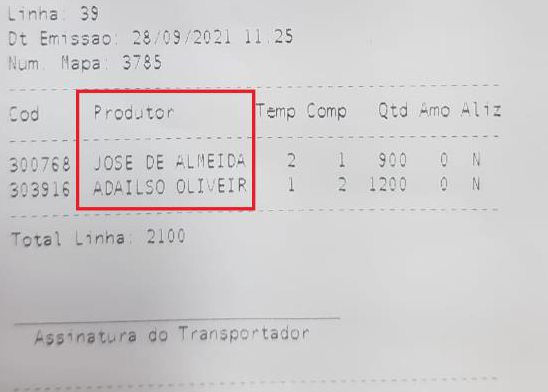 Linha: 39
Dt Emissao: 28/09/2021 11:25
Num. Mapa: 3785
Cod Produtor Temp Comp Qtd Amo Aliz
300768 JOSE DE ALMEIDA 2 1 900 0 N
303916 ADAILSO OLIVEIR 1 2 1200 0 N
Total Linha: 2100
Assinatura do Transportador